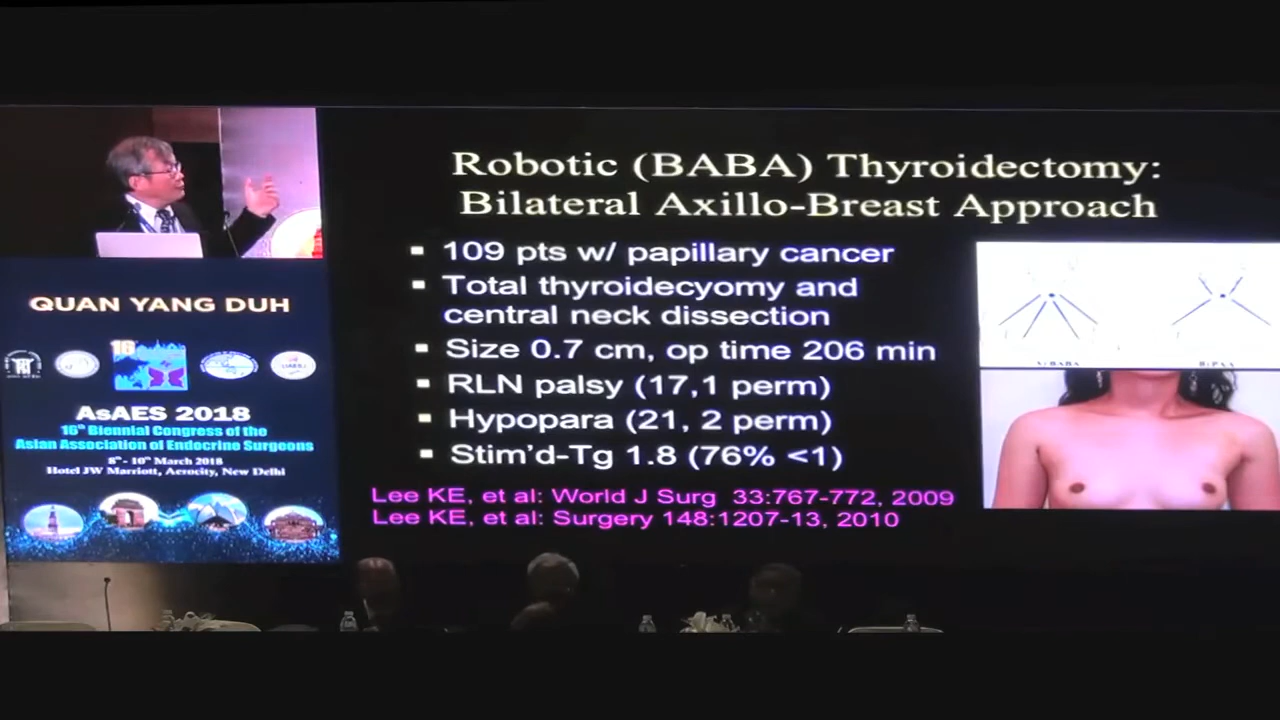 Robotic (BABA) Thyroidectomy:
Bilateral Axillo-Breast Approach
▪ 109 pts w/ papillary cancer
▪ Total thyroidecyomy and
central neck dissection
▪ Size 0.7 cm, op time 206 min
▪ RLN palsy (17,1 perm)
▪ Hypopara (21, 2 perm)
▪ Stim'd-Tg 1.8 (76% <1)
Lee KE, et al: World J Surg 33:767-772, 2009
Lee KE, et al: Surgery 148:1207-13, 2010
QUAN YANG DUH
16
AsAES 2018
16th Biennial Congress of the
Asian Association of Endocrine Surgeons
8th - 10th March 2018
Hotel JW Marriott, Aerocity, New Delhi